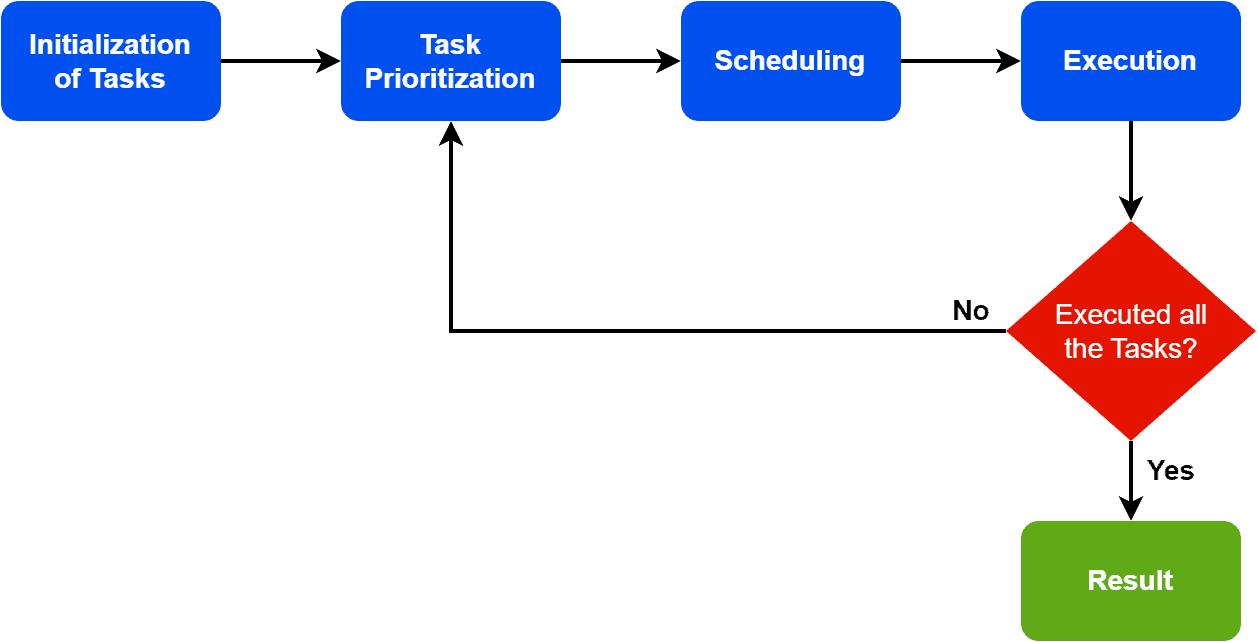 Initialization
of Tasks
Task
Prioritization
Scheduling
Execution
No
Executed all
the Tasks?
Yes
Result